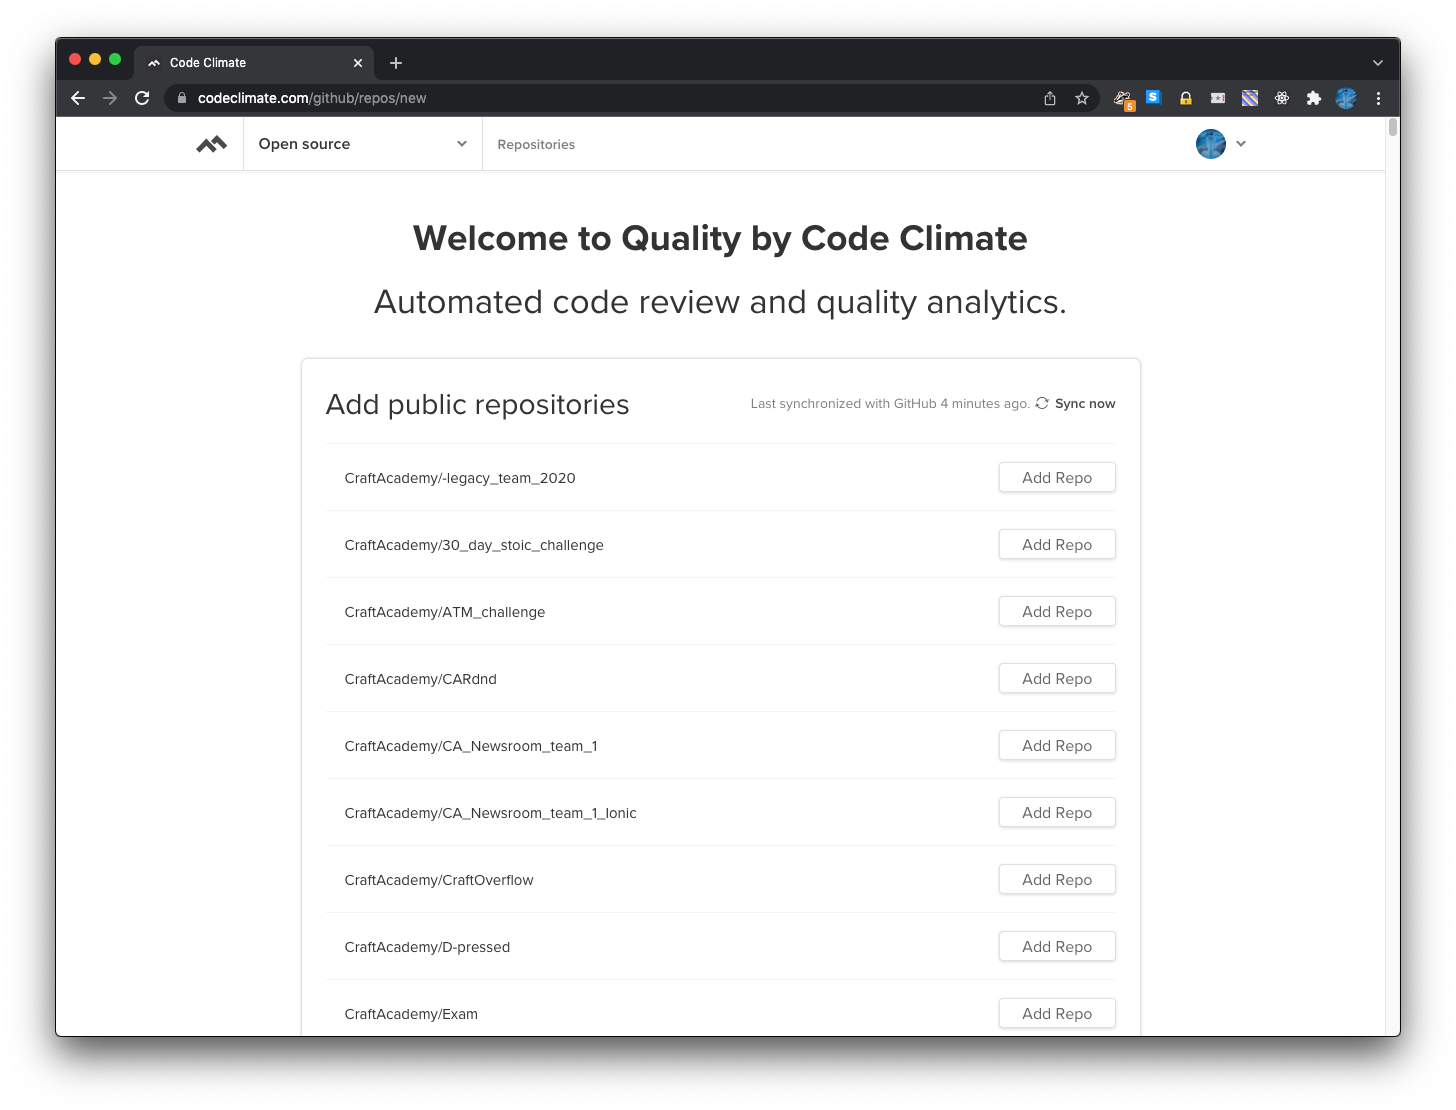 Code Climate
codeclimate.com/github/repos/new
6
S
Open source
Repositories
Welcome to Quality by Code Climate
Automated code review and quality analytics.
Add public repositories
Last synchronized with GitHub 4 minutes ago. Sync now
CraftAcademy/-legacy_team_2020 Add Repo
CraftAcademy/30_day_stoic_challenge Add Repo
CraftAcademy/ATM_challenge Add Repo
CraftAcademy/CARdnd Add Repo
CraftAcademy/CA_Newsroom_team_1 Add Repo
CraftAcademy/CA_Newsroom_team_1_Ionic Add Repo
CraftAcademy/CraftOverflow Add Repo
CraftAcademy/D-pressed Add Repo
CraftAcademy/Exam Add Repo